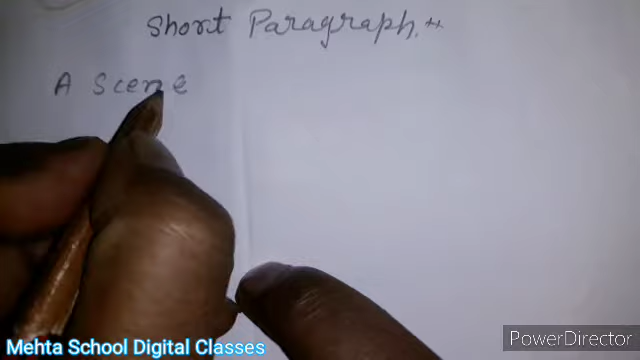 Short Paragraph.
A Scene
PowerDirector
Mehta School Digital Classes